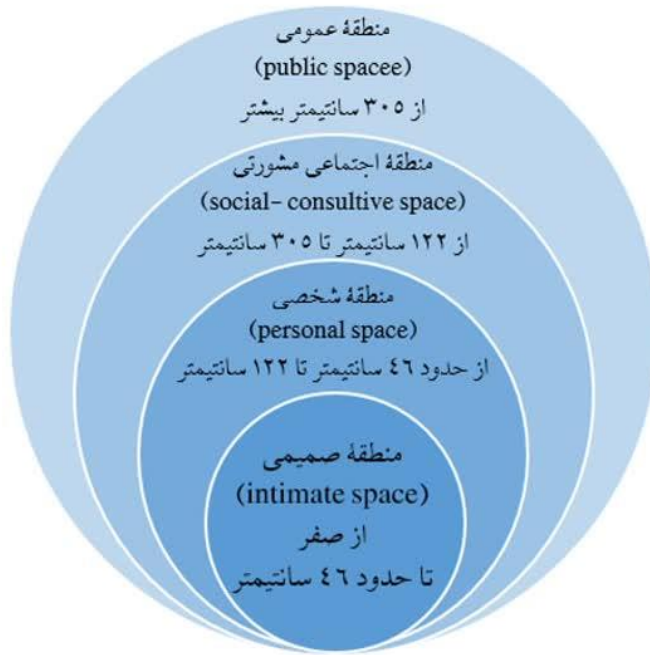 منطقهٔ عمومی
(public spacee)
از ۳۰۵ سانتیمتر بیشتر
منطقهٔ اجتماعی مشورتی
(social- consultive space)
از ۱۲۲ سانتیمتر تا ۳۰۵ سانتیمتر
منطقهٔ شخصی
(personal space)
از حدود ٤٦ سانتیمتر تا ۱۲۲ سانتیمتر
منطقهٔ صمیمی
(intimate space)
از صفر
تا حدود ٤٦ سانتیمتر